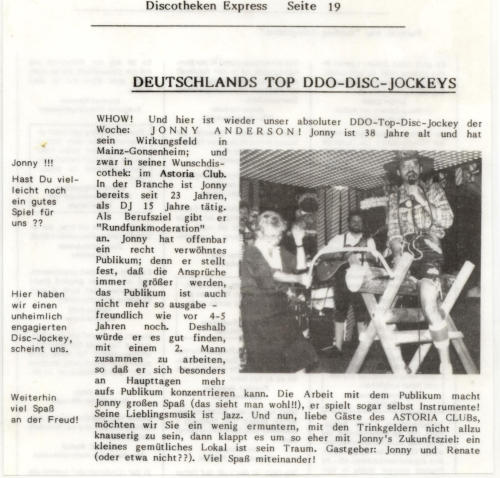 Discotheken Express Seite 19
DEUTSCHLANDS TOP DDO-DISC-JOCKEYS
WHOW! Und hier ist wieder unser absoluter DDO-Top-Disc-Jockey der
Woche: JONNY ANDERSON! Jonny ist 38 Jahre alt und hat
sein Wirkungsfeld in
Mainz-Gonsenheim; und
zwar in seiner Wunschdis-
cothek: im Astoria Club.
In der Branche ist Jonny
bereits seit 23 Jahren,
als DJ 15 Jahre tätig.
Als Berufsziel gibt er
"Rundfunkmoderation"
an. Jonny hat offenbar
ein recht verwöhntes
Publikum; denn er stellt
fest, daß die Ansprüche
immer größer werden,
das Publikum ist auch
nicht mehr so ausgabe -
freundlich wie vor 4-5
Jahren noch. Deshalb
würde er es gut finden,
mit einem 2. Mann
zusammen zu arbeiten,
so daß er sich besonders
an Haupttagen mehr
aufs Publikum konzentrieren kann. Die Arbeit mit dem Publikum macht
Jonny großen Spaß (das sieht man wohl!!), er spielt sogar selbst Instrumente!
Seine Lieblingsmusik ist Jazz. Und nun, liebe Gäste des ASTORIA CLUBs,
möchten wir Sie ein wenig ermuntern, mit den Trinkgeldern nicht allzu
knauserig zu sein, dann klappt es um so eher mit Jonny's Zukunftsziel: ein
kleines gemütliches Lokal ist sein Traum. Gastgeber: Jonny und Renate
(oder etwa nicht??). Viel Spaß miteinander!
Jonny !!!
Hast Du viel-
leicht noch
ein gutes
Spiel für
uns ??
Hier haben
wir einen
unheimlich
engagierten
Disc-Jockey,
scheint uns.
Weiterhin
viel Spaß
an der Freud!